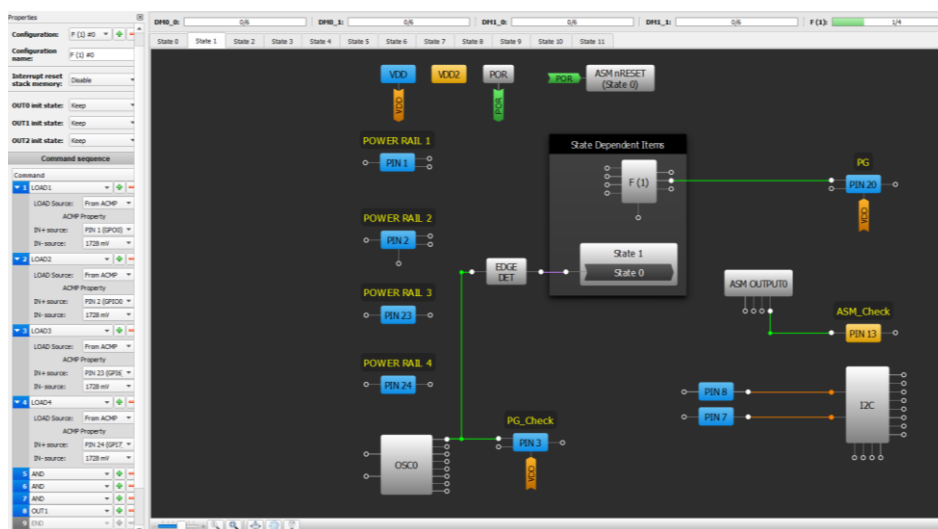 Properties
Configuration: F (1) #0
Configuration name: F (1) #0
Interrupt reset stack memory: Disable
OUT0 init state: Keep
OUT1 init state: Keep
OUT2 init state: Keep
Command sequence
Command
1 LOAD1
LOAD Source: From ACMP
ACMP Property
IN+ source: PIN 1 (GPIO0)
IN- source: 1728 mV
2 LOAD2
LOAD Source: From ACMP
ACMP Property
IN+ source: PIN 2 (GPIO0
IN- source: 1728 mV
3 LOAD3
LOAD Source: From ACMP
ACMP Property
IN+ source: PIN 23 (GPI6
IN- source: 1728 mV
4 LOAD4
LOAD Source: From ACMP
ACMP Property
IN+ source: PIN 24 (GPI7
IN- source: 1728 mV
5 AND
6 AND
7 AND
8 OUT1
9 END
DM0_0: 0/6 DM0_1: 0/6 DM1_0: 0/6 DM1_1: 0/6 F (1): 1/4
State 0 State 1 State 2 State 3 State 4 State 5 State 6 State 7 State 8 State 9 State 10 State 11
VDD VDD2 POR POR ASM nRESET
(State 0)
VDD POR
POWER RAIL 1
PIN 1
POWER RAIL 2
PIN 2
POWER RAIL 3
PIN 23
POWER RAIL 4
PIN 24
OSC0
EDGE
DET
PG_Check
PIN 3
VDD
State Dependent Items
F (1)
State 1
State 0
PG
PIN 20
VDD
ASM OUTPUT0
ASM_Check
PIN 13
PIN 8
PIN 7
I2C